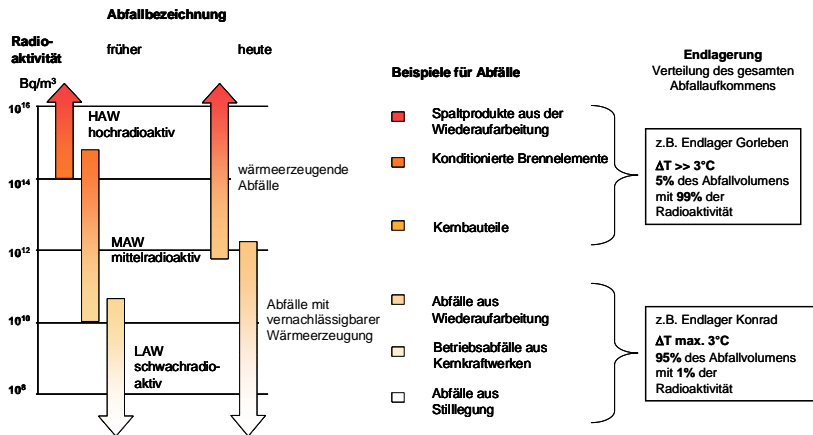 Abfallbezeichnung
Radio-
aktivität
früher
heute
Bq/m³
10¹⁶
10¹⁴
10¹²
10¹⁰
10⁸
HAW
hochradioaktiv
MAW
mittelradioaktiv
LAW
schwachradio-
aktiv
wärmeerzeugende
Abfälle
Abfälle mit
vernachlässigbarer
Wärmeerzeugung
Beispiele für Abfälle
Spaltprodukte aus der
Wiederaufarbeitung
Konditionierte Brennelemente
Kernbauteile
Abfälle aus
Wiederaufarbeitung
Betriebsabfälle aus
Kernkraftwerken
Abfälle aus
Stilllegung
Endlagerung
Verteilung des gesamten
Abfallaufkommens
z.B. Endlager Gorleben
ΔT >> 3°C
5% des Abfallvolumens
mit 99% der
Radioaktivität
z.B. Endlager Konrad
ΔT max. 3°C
95% des Abfallvolumens
mit 1% der
Radioaktivität